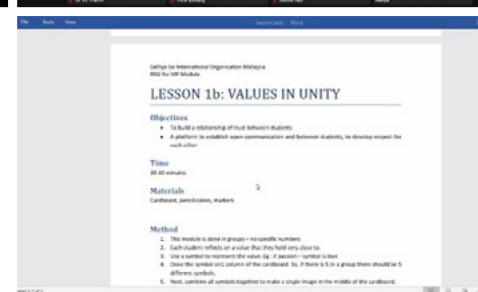 File Tools View
Sathya Sai International Organisation Malaysia
LESSON 1b: VALUES IN UNITY
Objectives
To build a relationship of trust between students
A platform to establish open communication and between students, to develop respect for
each other
Time
30-40 minutes
Materials
Cardboard, pencil/colors, markers
Method
1. This module is done in groups – no specific numbers
2. Each student reflects on a value that they hold very close to.
3. Use a symbol to represent the value. Eg : if passion – symbol is love
4. Draw the symbol on1 column of the cardboard. So, if there is 5 in a group there should be 5
different symbols.
5. Next, combine all symbols together to make a single image in the middle of the cardboard.